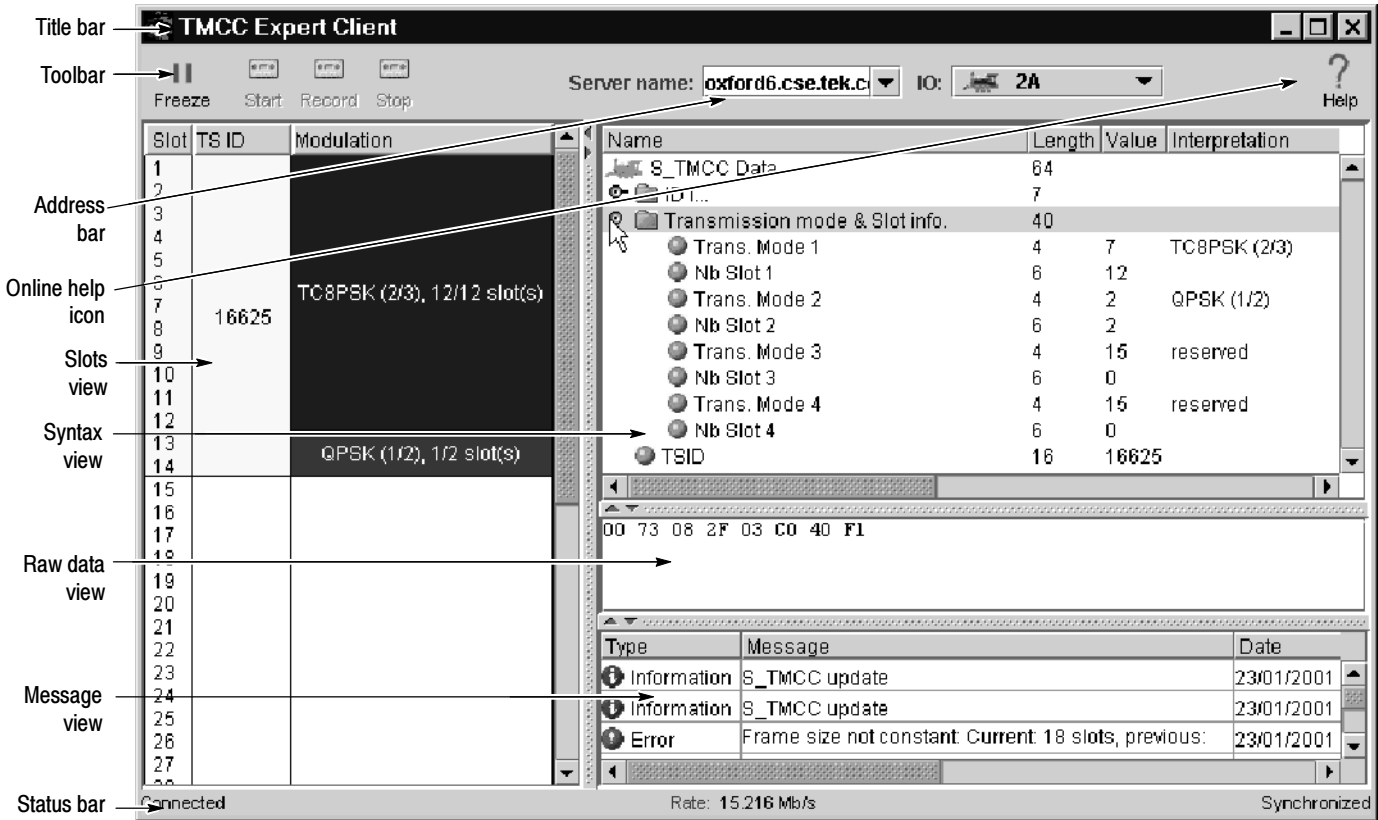 Title bar
TMCC Expert Client
Toolbar
Freeze Start Record Stop
Server name: oxford6.cse.tek.c IO: 2A
Help
Slot TS ID Modulation
1
2
3
4
5
6
7
8
9
10
11
12
13
14
15
16
17
18
19
20
21
22
23
24
25
26
27
16625
TC8PSK (2/3), 12/12 slot(s)
QPSK (1/2), 1/2 slot(s)
Name Length Value Interpretation
S_TMCC Data 64
7
Transmission mode & Slot info. 40
Trans. Mode 1 4 7 TC8PSK (2/3)
Nb Slot 1 6 12
Trans. Mode 2 4 2 QPSK (1/2)
Nb Slot 2 6 2
Trans. Mode 3 4 15 reserved
Nb Slot 3 6 0
Trans. Mode 4 4 15 reserved
Nb Slot 4 6 0
TSID 16 16625
00 73 08 2F 03 C0 40 F1
Type Message Date
Information S_TMCC update 23/01/2001
Information S_TMCC update 23/01/2001
Error Frame size not constant: Current: 18 slots, previous: 23/01/2001
Address
bar
Online help
icon
Slots
view
Syntax
view
Raw data
view
Message
view
Status bar
Connected Rate: 15.216 Mb/s Synchronized